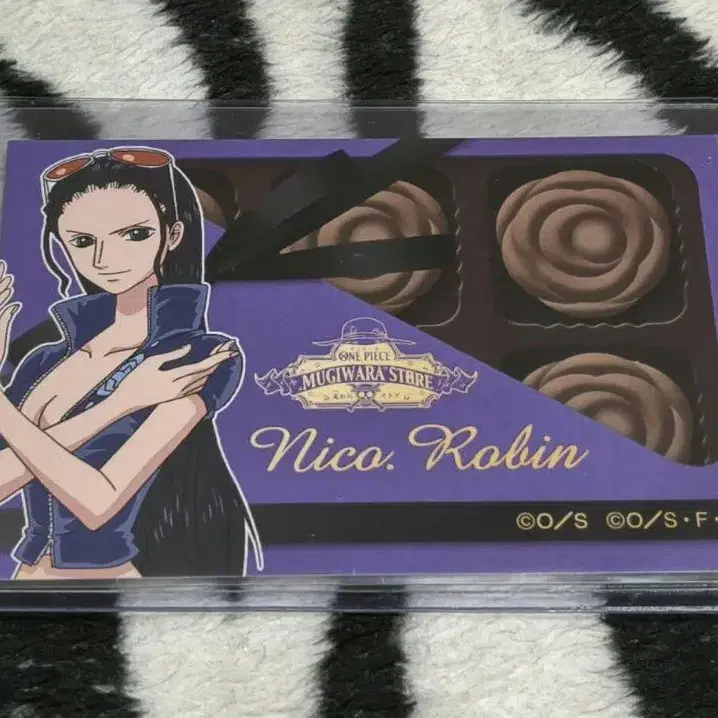 ONE PIECE
MUGIWARA STORE
Nico. Robin
©O/S ©O/S・F・